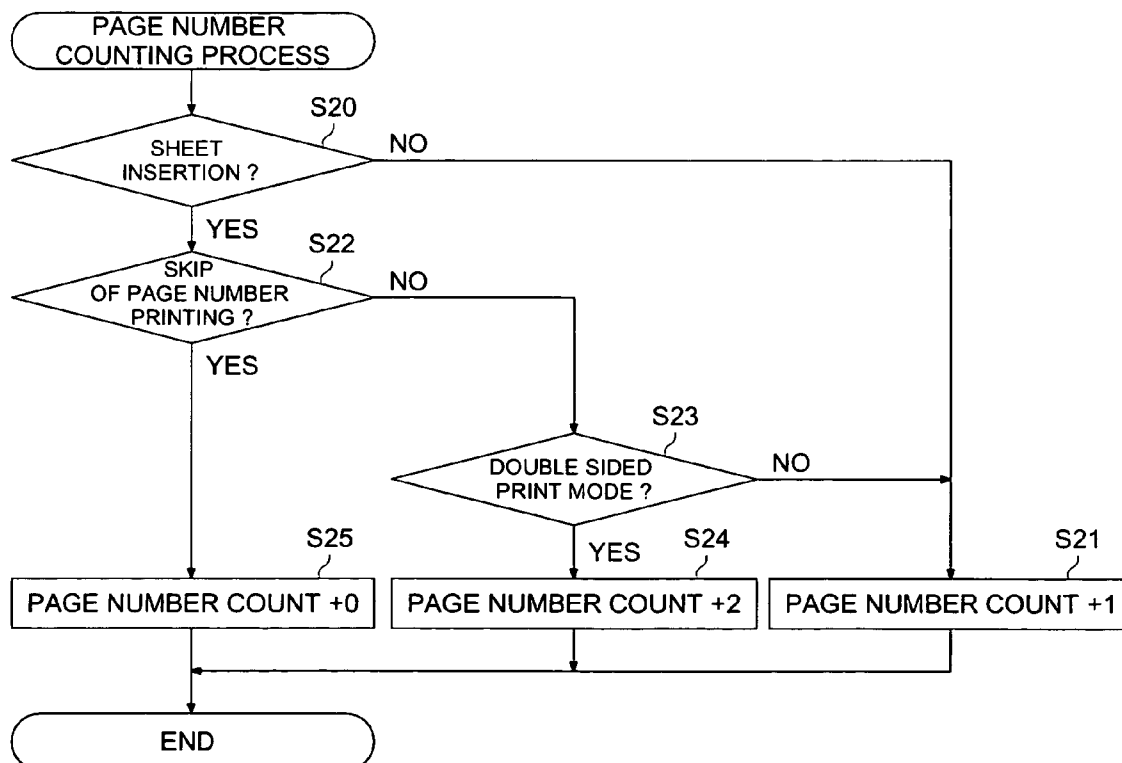 PAGE NUMBER
COUNTING PROCESS
S20
SHEET
INSERTION ?
NO
YES
S22
SKIP
OF PAGE NUMBER
PRINTING ?
NO
YES
S23
DOUBLE SIDED
PRINT MODE ?
NO
YES
S25
PAGE NUMBER COUNT +0
S24
PAGE NUMBER COUNT +2
S21
PAGE NUMBER COUNT +1
END